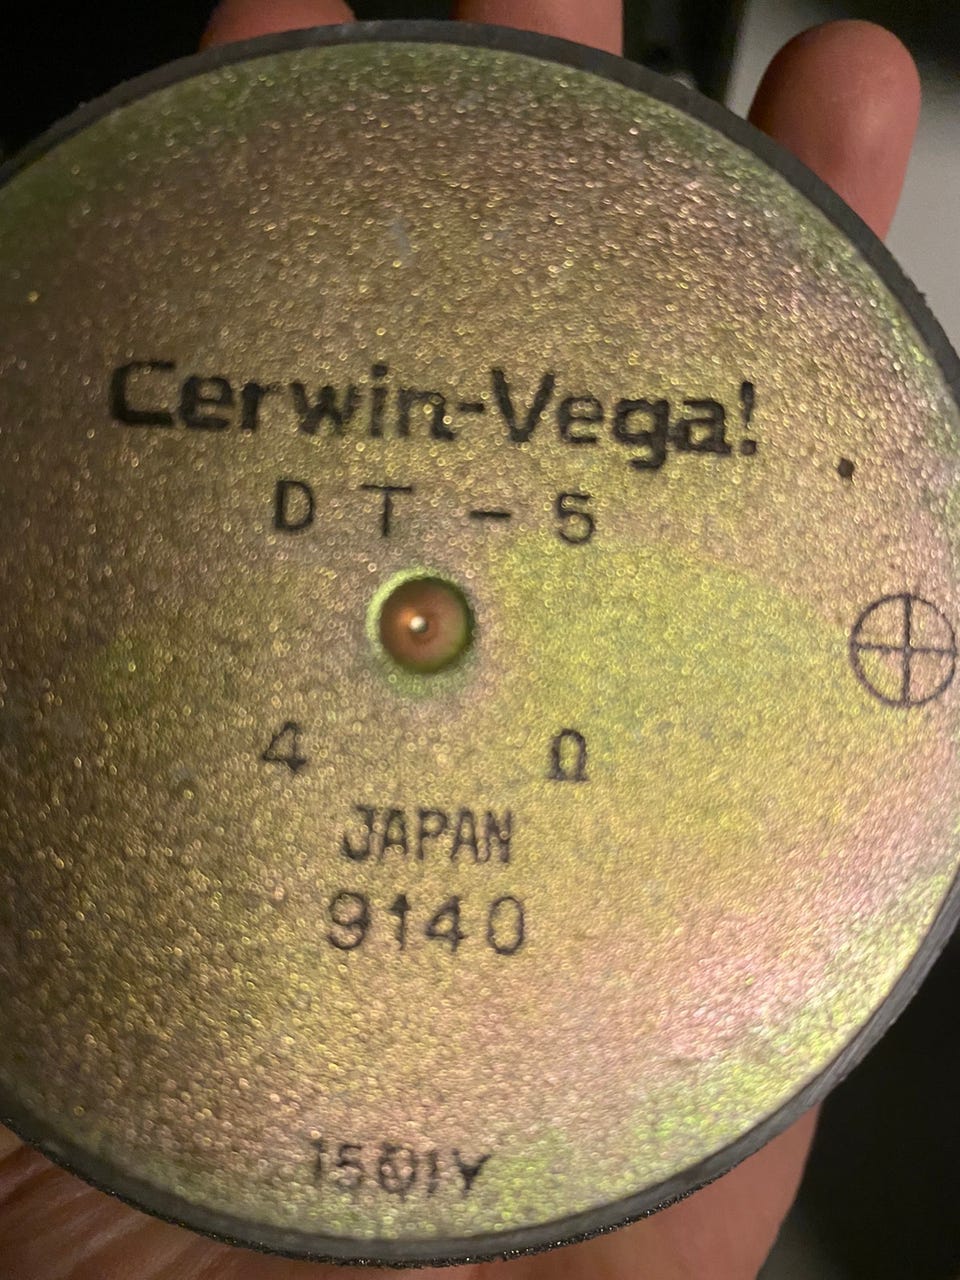 Cerwin-Vega!
DT-5
4 Ω
JAPAN
9140